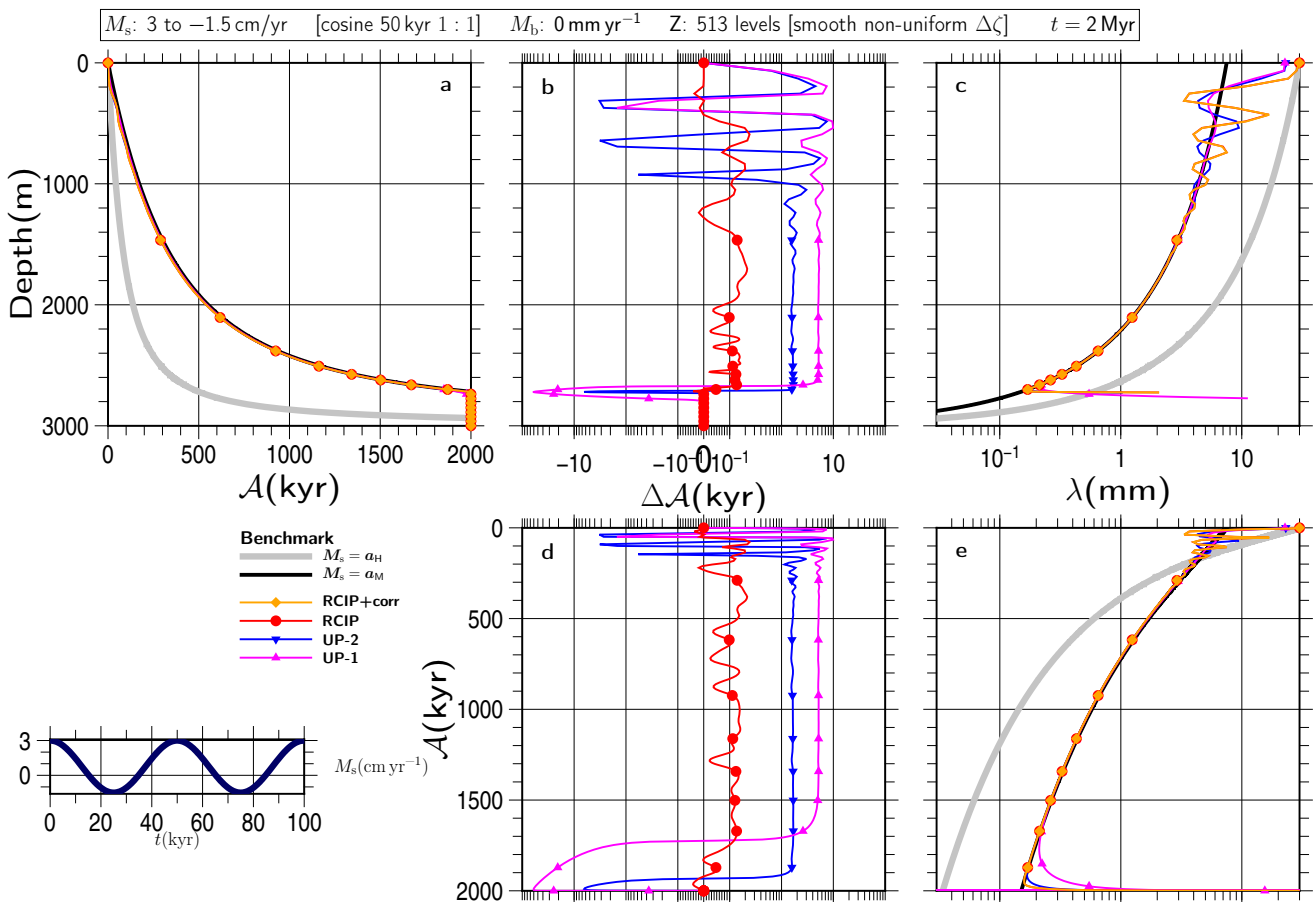 Mₛ: 3 to −1.5 cm/yr [cosine 50 kyr 1 : 1] M_b: 0 mm yr⁻¹ Z: 513 levels [smooth non-uniform Δζ] t = 2 Myr
a
b
c
0
1000
2000
3000
Depth(m)
0 500 1000 1500 2000
𝒜(kyr)
−10 −10⁻¹ 0 10⁻¹ 10
Δ𝒜(kyr)
10⁻¹ 1 10
λ(mm)
Benchmark
Mₛ = a_H
Mₛ = a_M
RCIP+corr
RCIP
UP-2
UP-1
d
e
0
500
1000
1500
2000
𝒜(kyr)
3
0
Mₛ(cm yr⁻¹)
0 20 40 60 80 100
t(kyr)